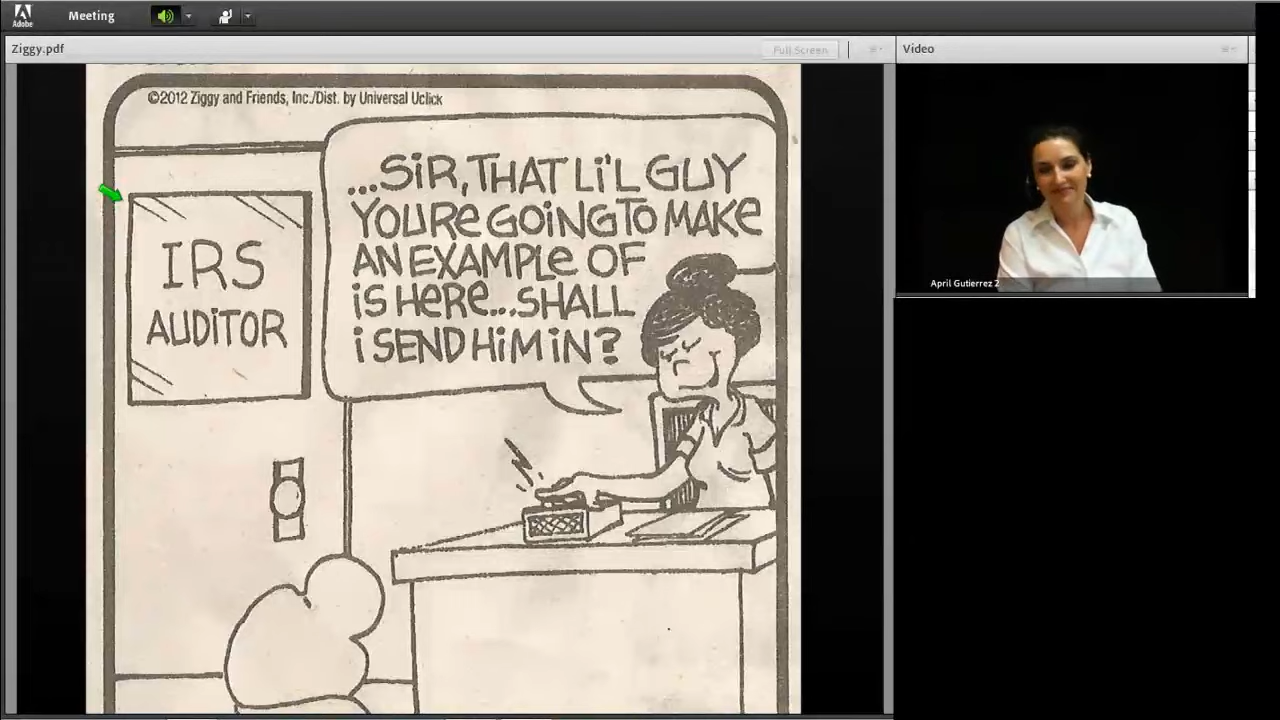 Adobe
Meeting
Ziggy.pdf
Full Screen
Video
©2012 Ziggy and Friends, Inc./Dist. by Universal Uclick
...SiR, THAT Li'L GUY
YOU'Re GOiNG TO MAKe
AN EXAMPLe OF
iS HeRe...SHALL
i SEND HiM iN?
IRS
AUDiTOR
April Gutierrez 2